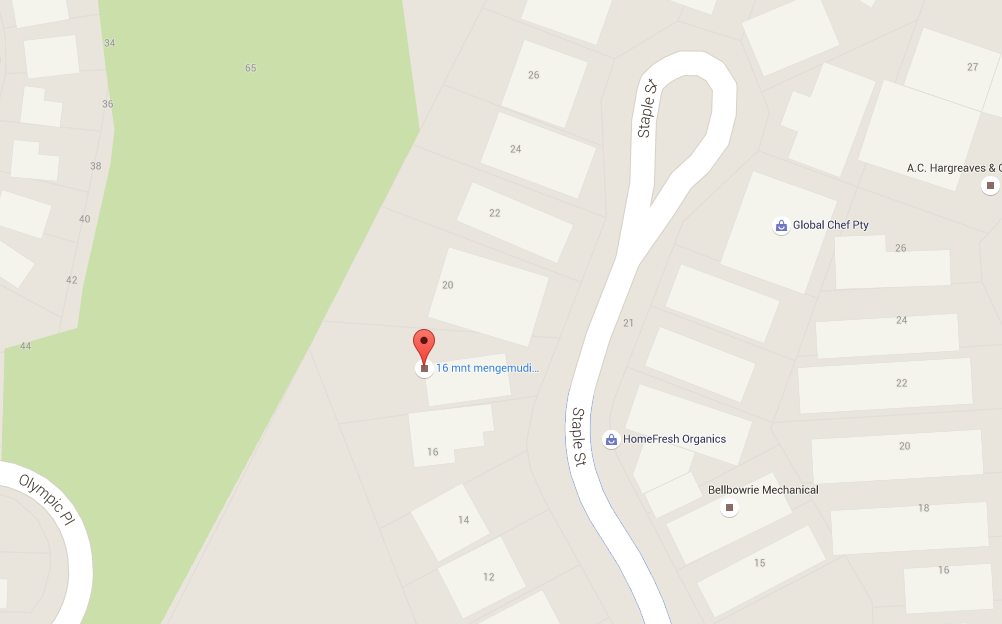 34
65
27
26
36
Staple St
24
38
A.C. Hargreaves & C
22
40
Global Chef Pty
26
42
20
21
24
44
16 mnt mengemudi...
22
Staple St
HomeFresh Organics
20
16
Olympic Pl
Bellbowrie Mechanical
18
14
15
16
12